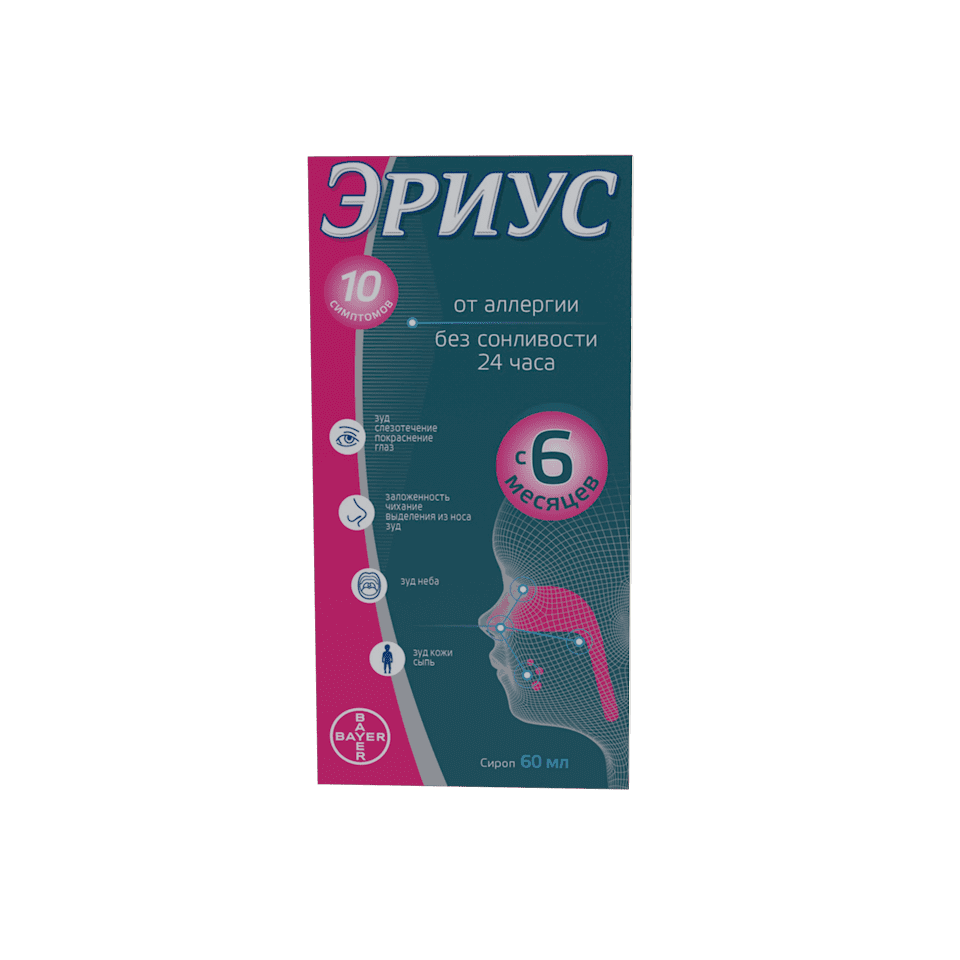 ЭРИУС
10
СИМПТОМОВ
от аллергии
без сонливости
24 часа
зуд
слезотечение
покраснение
глаз
с 6
месяцев
заложенность
чихание
выделения из носа
зуд
зуд неба
зуд кожи
сыпь
BAYER
BAYER
Сироп 60 мл